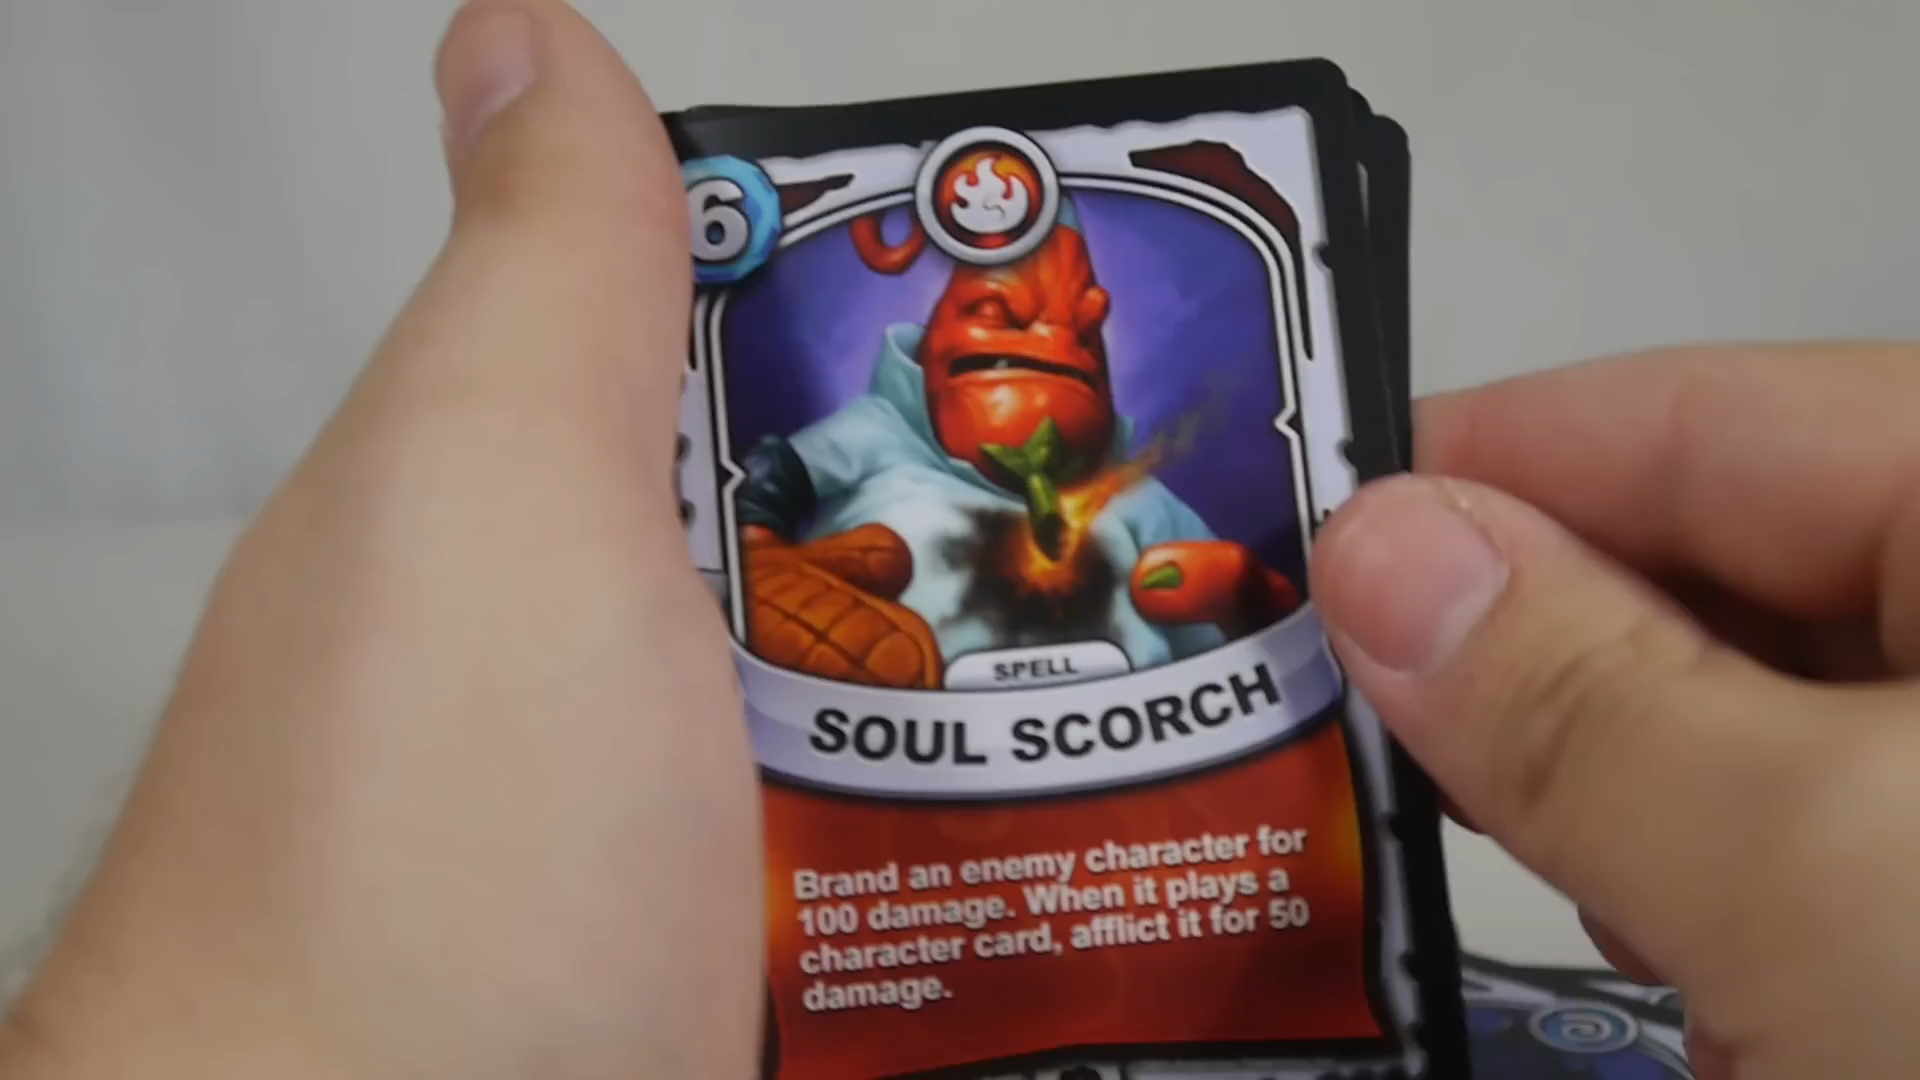 6
SPELL
SOUL SCORCH
Brand an enemy character for
100 damage. When it plays a
character card, afflict it for 50
damage.